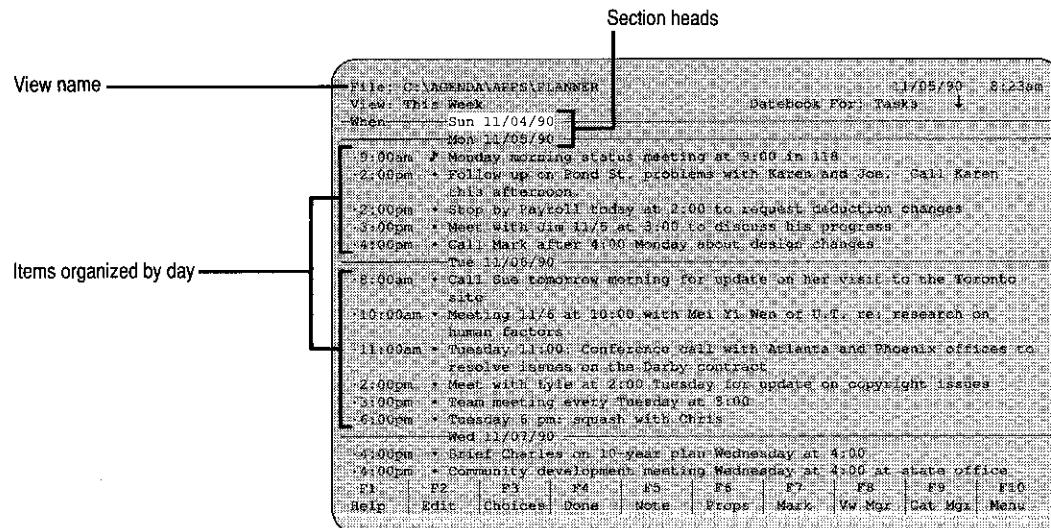 Section heads
View name
File: C:\AGENDA\APPS\PLANNER 11/05/90 8:23am
View: This Week Datebook For: Tasks ↓
When Sun 11/04/90
Mon 11/05/90
·9:00am ♪ Monday morning status meeting at 9:00 in 118
·2:00pm • Follow up on Pond St. problems with Karen and Joe. Call Karen
this afternoon.
·2:00pm • Stop by Payroll today at 2:00 to request deduction changes
·3:00pm • Meet with Jim 11/5 at 3:00 to discuss his progress
·4:00pm • Call Mark after 4:00 Monday about design changes
Tue 11/06/90
Items organized by day
·8:00am • Call Sue tomorrow morning for update on her visit to the Toronto
site
·10:00am • Meeting 11/6 at 10:00 with Mei Yi Wen of U.T. re: research on
human factors
·11:00am • Tuesday 11:00: Conference call with Atlanta and Phoenix offices to
resolve issues on the Darby contract
·2:00pm • Meet with Lyle at 2:00 Tuesday for update on copyright issues
·3:00pm • Team meeting every Tuesday at 3:00
·6:00pm • Tuesday 6 pm: squash with Chris
Wed 11/07/90
·4:00pm • Brief Charles on 10-year plan Wednesday at 4:00
·4:00pm • Community development meeting Wednesday at 4:00 at state office
F1 F2 F3 F4 F5 F6 F7 F8 F9 F10
Help Edit Choices Done Note Props Mark Vw Mgr Cat Mgr Menu